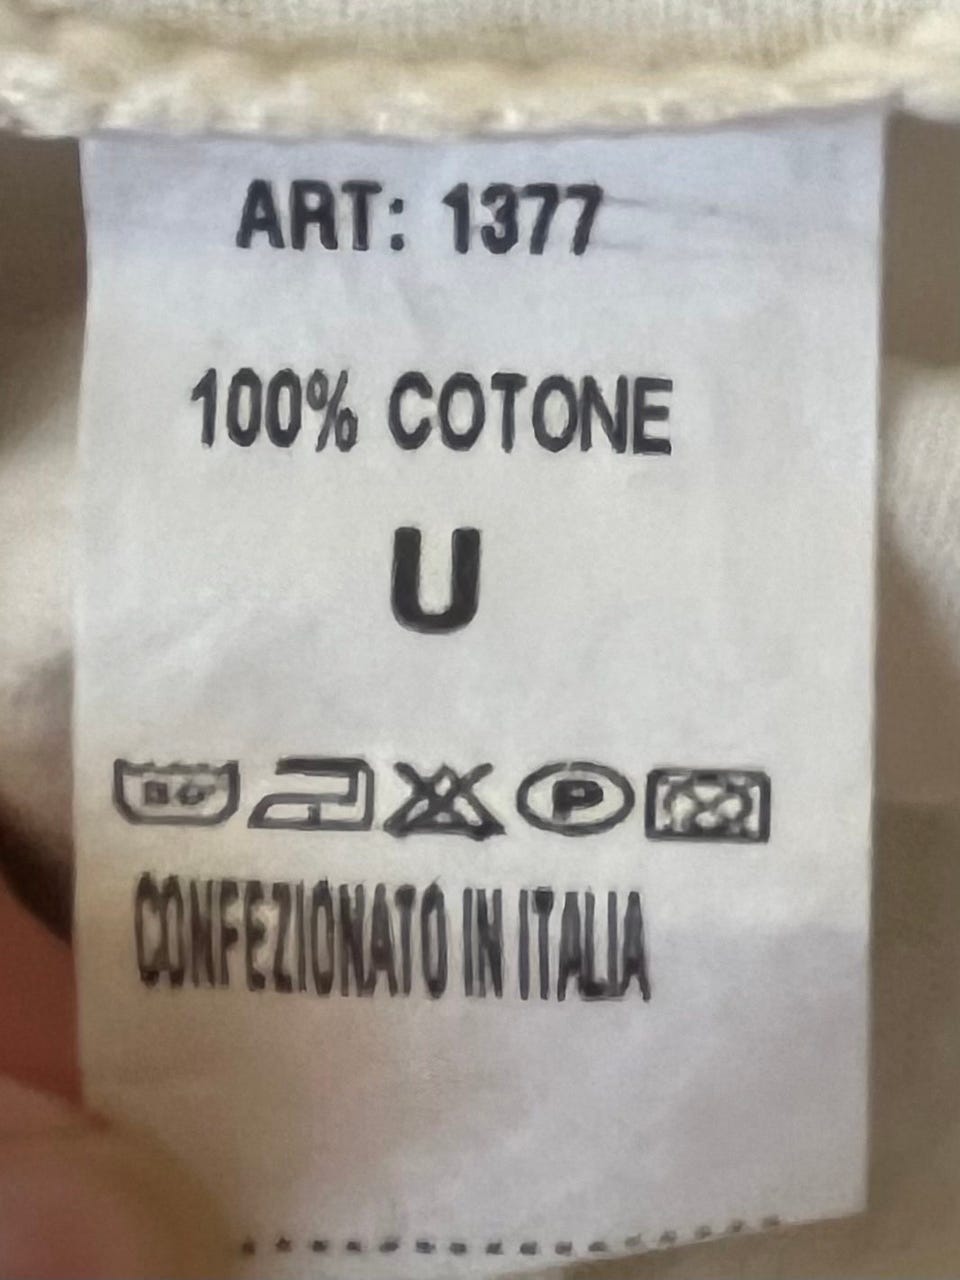 ART: 1377
100% COTONE
U
P
CONFEZIONATO IN ITALIA